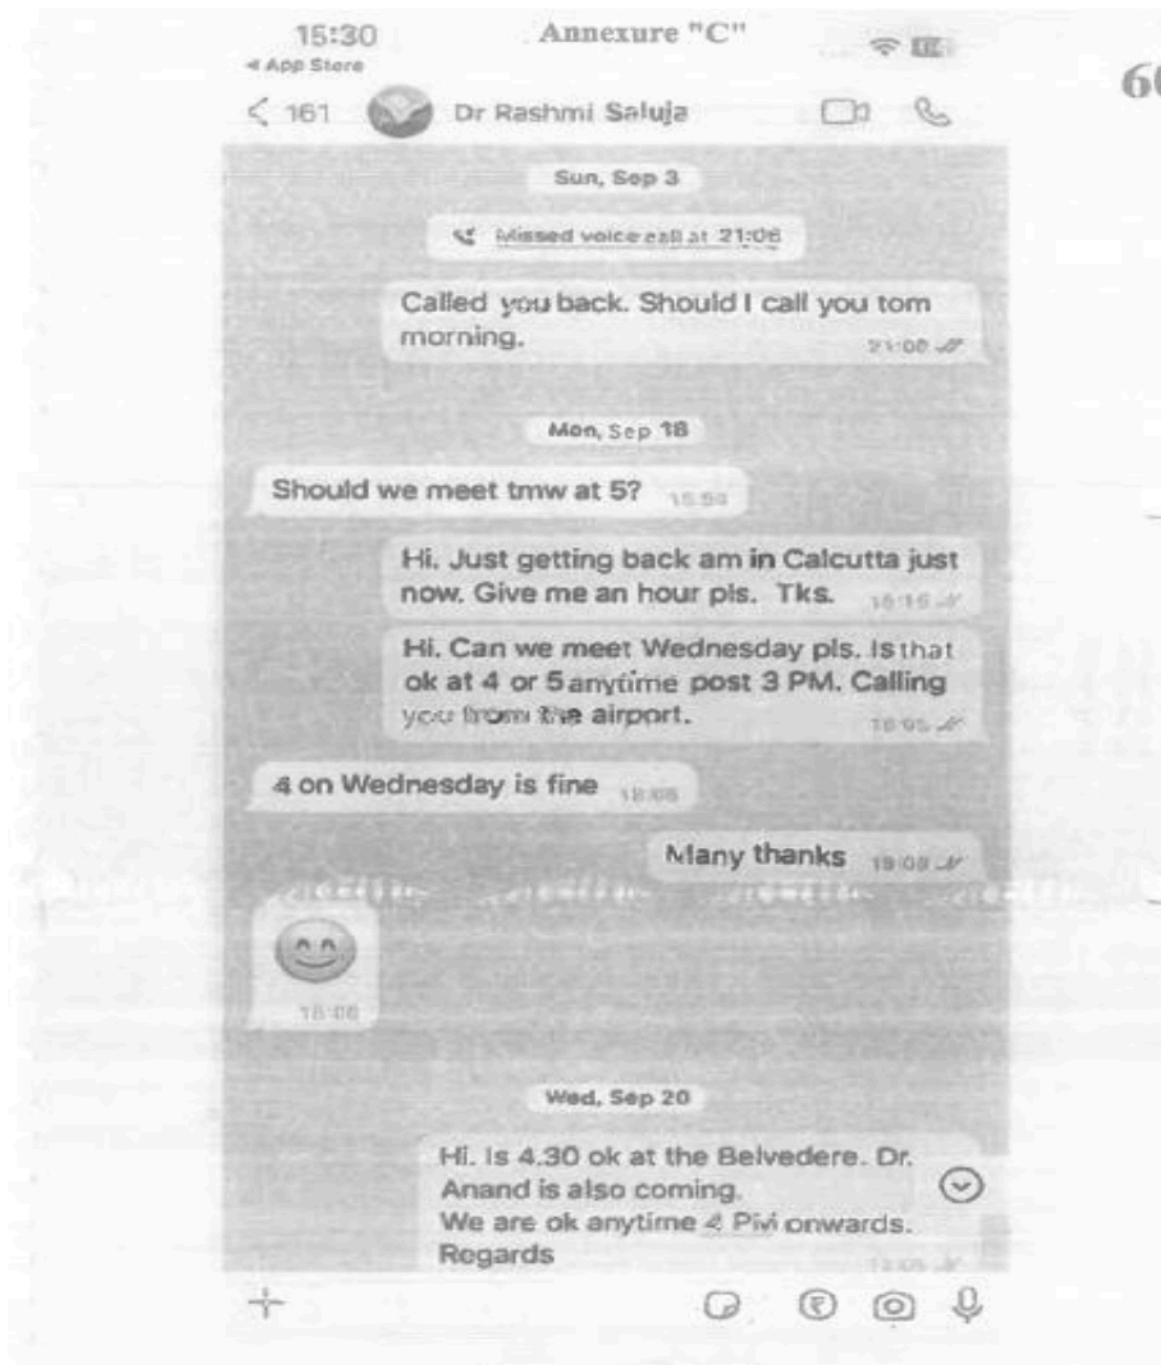 15:30
Annexure "C"
◂ App Store
60
< 161 Dr Rashmi Saluja
Sun, Sep 3
Missed voice call at 21:06
Called you back. Should I call you tom
morning.
Mon, Sep 18
Should we meet tmw at 5?
Hi. Just getting back am in Calcutta just
now. Give me an hour pls. Tks.
Hi. Can we meet Wednesday pls. Is that
ok at 4 or 5 anytime post 3 PM. Calling
you from the airport.
4 on Wednesday is fine
Many thanks
Wed, Sep 20
Hi. Is 4.30 ok at the Belvedere. Dr.
Anand is also coming.
We are ok anytime 4 PM onwards.
Regards